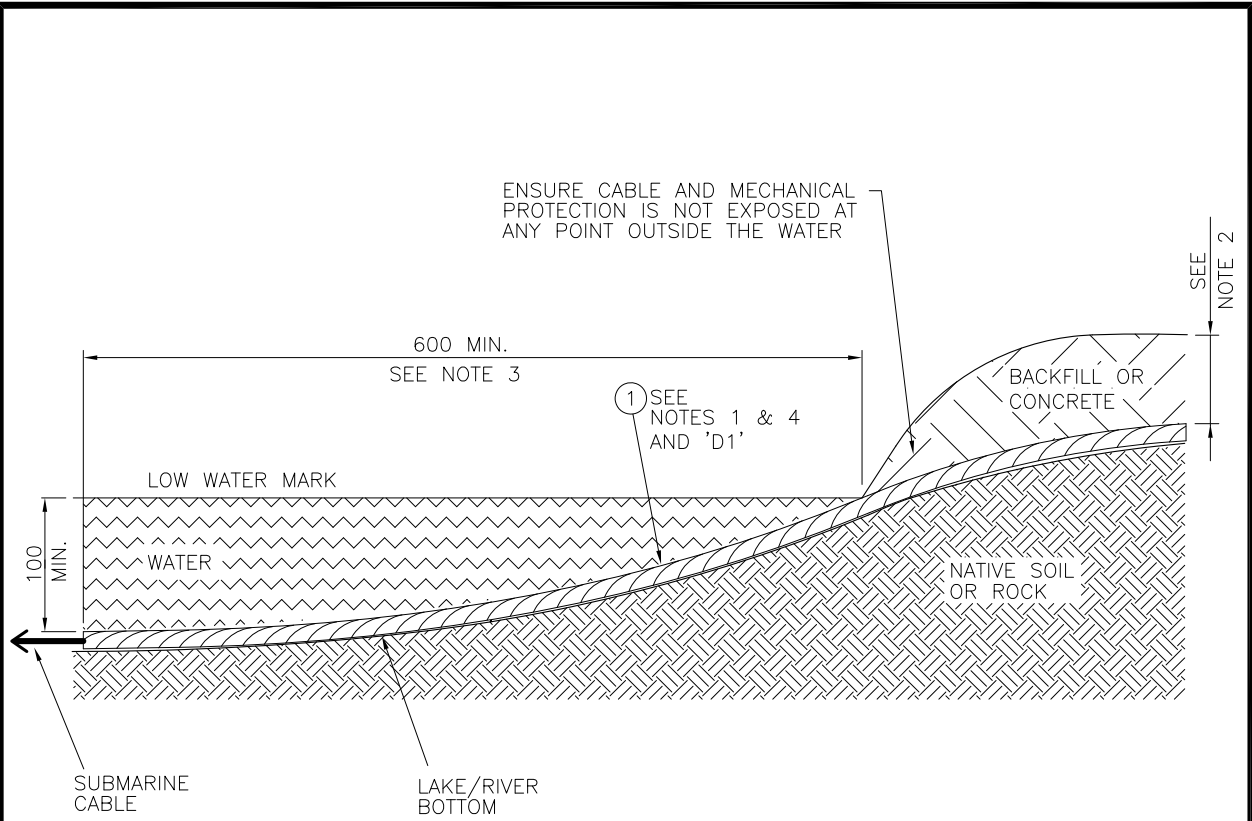 ENSURE CABLE AND MECHANICAL
PROTECTION IS NOT EXPOSED AT
ANY POINT OUTSIDE THE WATER
SEE
NOTE 2
600 MIN.
SEE NOTE 3
1 SEE
NOTES 1 & 4
AND 'D1'
BACKFILL OR
CONCRETE
LOW WATER MARK
100
MIN.
WATER
NATIVE SOIL
OR ROCK
SUBMARINE
CABLE
LAKE/RIVER
BOTTOM